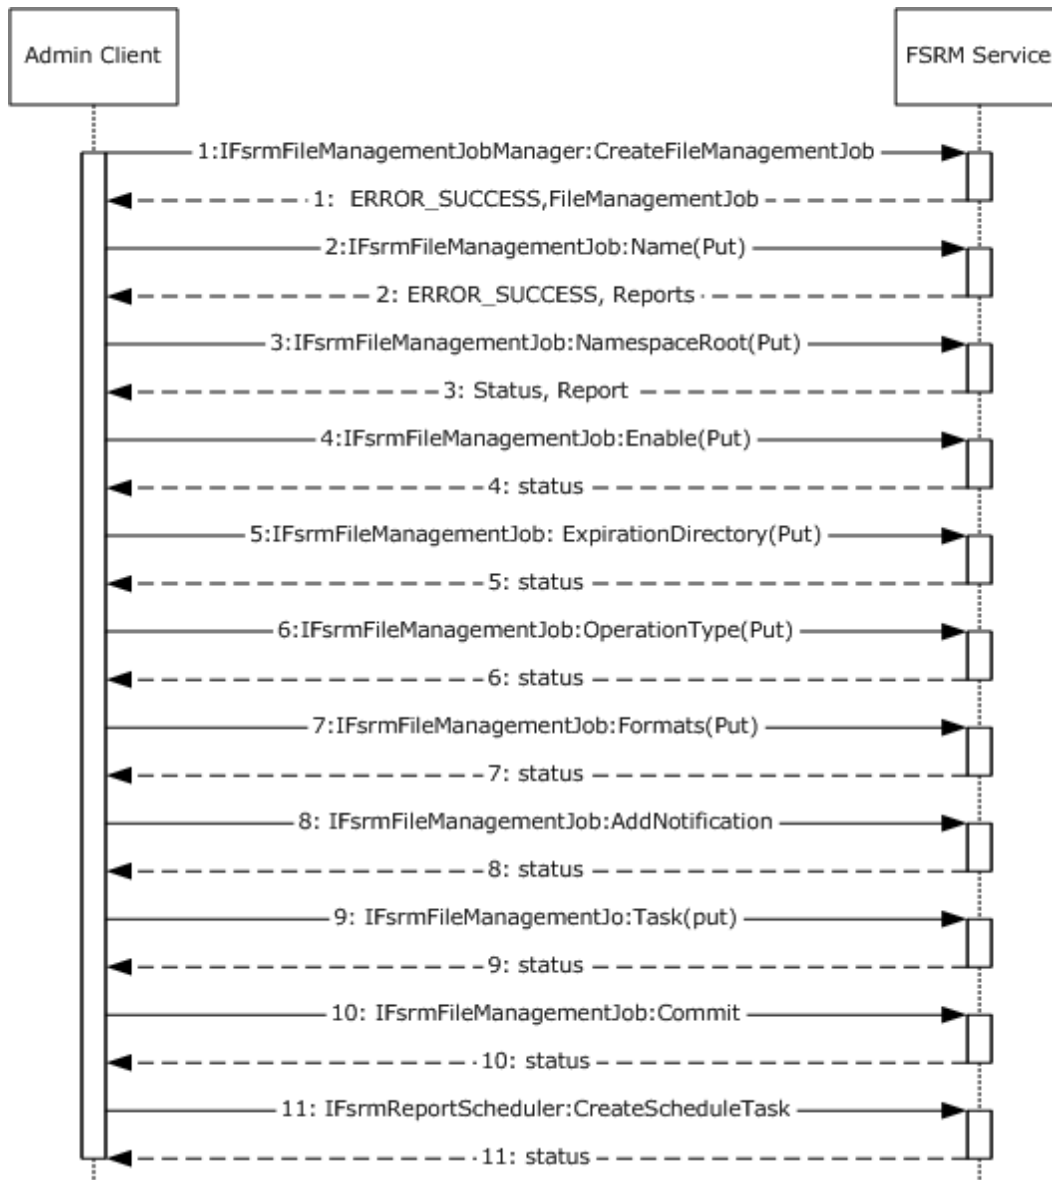 Admin Client
FSRM Service
1:IFsrmFileManagementJobManager:CreateFileManagementJob
1:  ERROR_SUCCESS,FileManagementJob
2:IFsrmFileManagementJob:Name(Put)
2: ERROR_SUCCESS, Reports
3:IFsrmFileManagementJob:NamespaceRoot(Put)
3: Status, Report
4:IFsrmFileManagementJob:Enable(Put)
4: status
5:IFsrmFileManagementJob: ExpirationDirectory(Put)
5: status
6:IFsrmFileManagementJob:OperationType(Put)
6: status
7:IFsrmFileManagementJob:Formats(Put)
7: status
8: IFsrmFileManagementJob:AddNotification
8: status
9: IFsrmFileManagementJo:Task(put)
9: status
10: IFsrmFileManagementJob:Commit
10: status
11: IFsrmReportScheduler:CreateScheduleTask
11: status